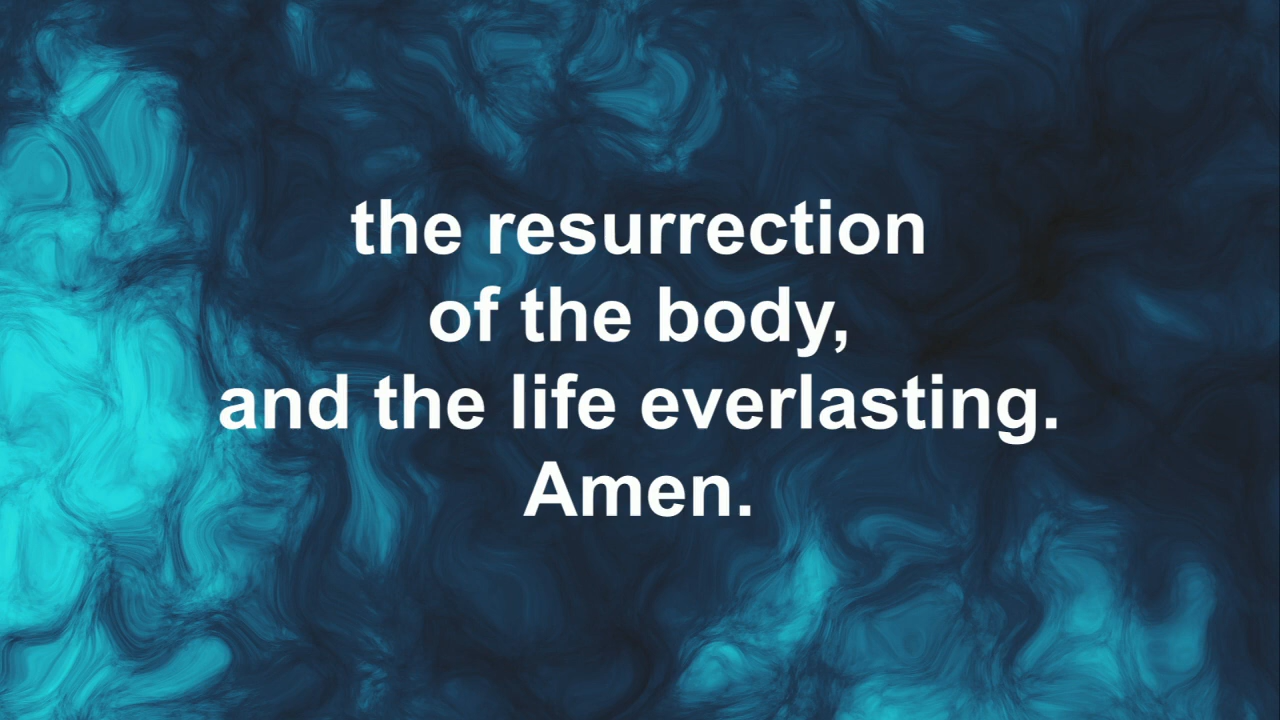 the resurrection
of the body,
and the life everlasting.
Amen.